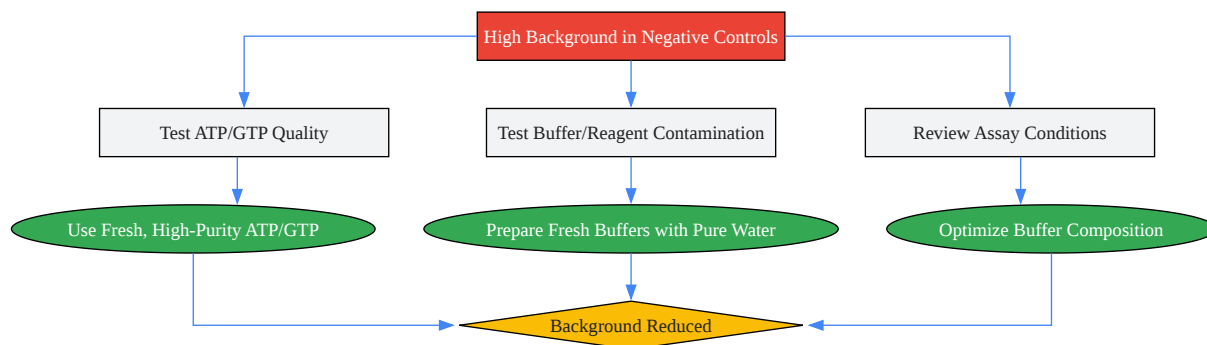 High Background in Negative Controls
Test ATP/GTP Quality
Test Buffer/Reagent Contamination
Review Assay Conditions
Use Fresh, High-Purity ATP/GTP
Prepare Fresh Buffers with Pure Water
Optimize Buffer Composition
Background Reduced